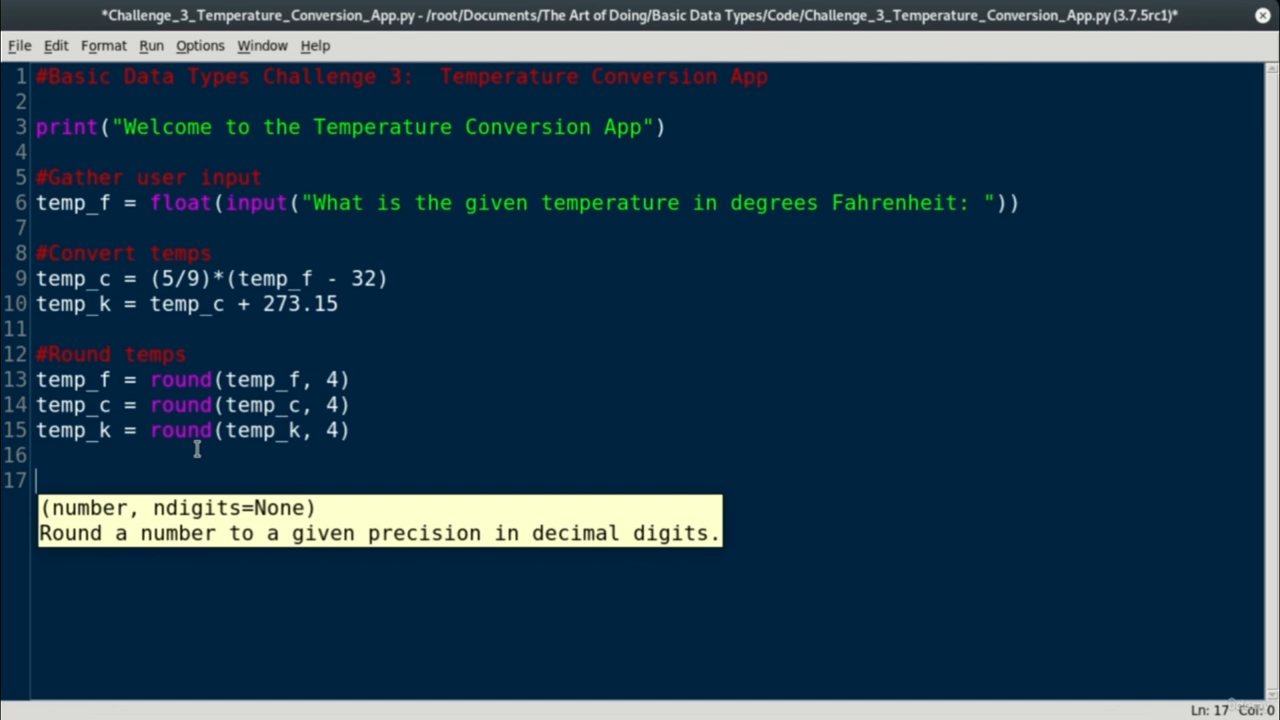 *Challenge_3_Temperature_Conversion_App.py - /root/Documents/The Art of Doing/Basic Data Types/Code/Challenge_3_Temperature_Conversion_App.py (3.7.5rc1)*
File Edit Format Run Options Window Help
1 #Basic Data Types Challenge 3:  Temperature Conversion App
2
3 print("Welcome to the Temperature Conversion App")
4
5 #Gather user input
6 temp_f = float(input("What is the given temperature in degrees Fahrenheit: "))
7
8 #Convert temps
9 temp_c = (5/9)*(temp_f - 32)
10 temp_k = temp_c + 273.15
11
12 #Round temps
13 temp_f = round(temp_f, 4)
14 temp_c = round(temp_c, 4)
15 temp_k = round(temp_k, 4)
16
17
(number, ndigits=None)
Round a number to a given precision in decimal digits.
Ln: 17 Col: 0